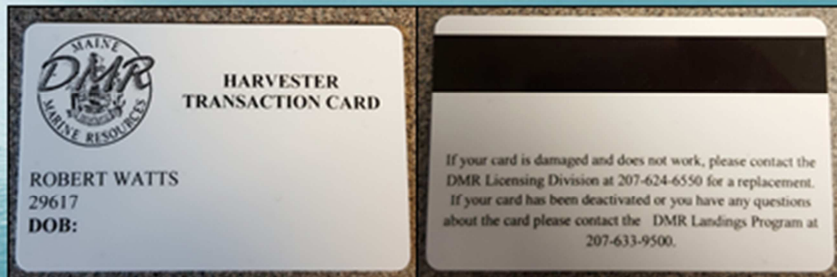 MAINE
DMR
MARINE RESOURCES
HARVESTER
TRANSACTION CARD
ROBERT WATTS
29617
DOB:
If your card is damaged and does not work, please contact the
DMR Licensing Division at 207-624-6550 for a replacement.
If your card has been deactivated or you have any questions
about the card please contact the DMR Landings Program at
207-633-9500.